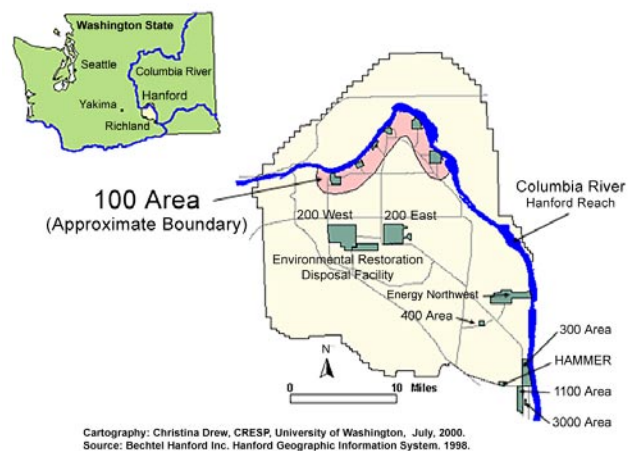 Washington State
Seattle
Columbia River
Hanford
Yakima
Richland
100 Area
(Approximate Boundary)
Columbia River
Hanford Reach
200 West
200 East
Environmental Restoration
Disposal Facility
Energy Northwest
400 Area
300 Area
HAMMER
1100 Area
3000 Area
N
0 10 Miles
Cartography: Christina Drew, CRESP, University of Washington, July, 2000.
Source: Bechtel Hanford Inc. Hanford Geographic Information System. 1998.